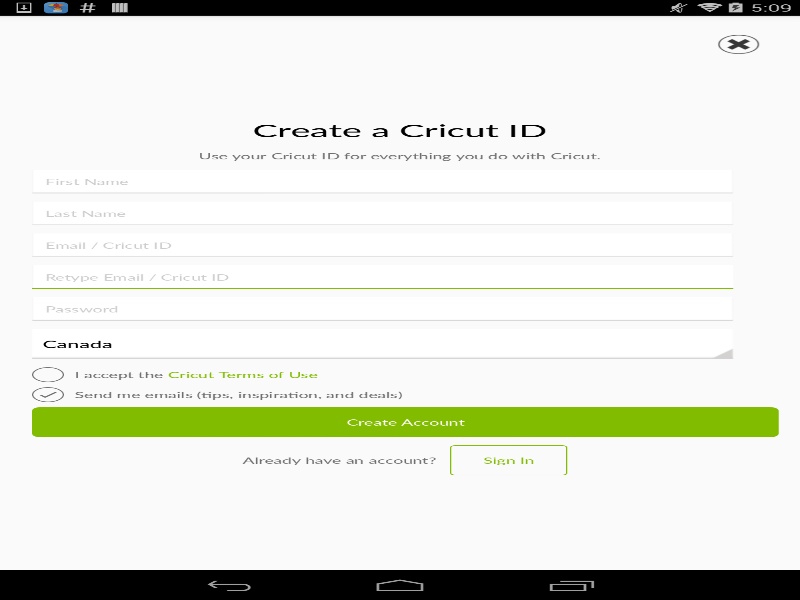 5:09
Create a Cricut ID
Use your Cricut ID for everything you do with Cricut.
First Name
Last Name
Email / Cricut ID
Retype Email / Cricut ID
Password
Canada
I accept the Cricut Terms of Use
Send me emails (tips, inspiration, and deals)
Create Account
Already have an account? Sign In